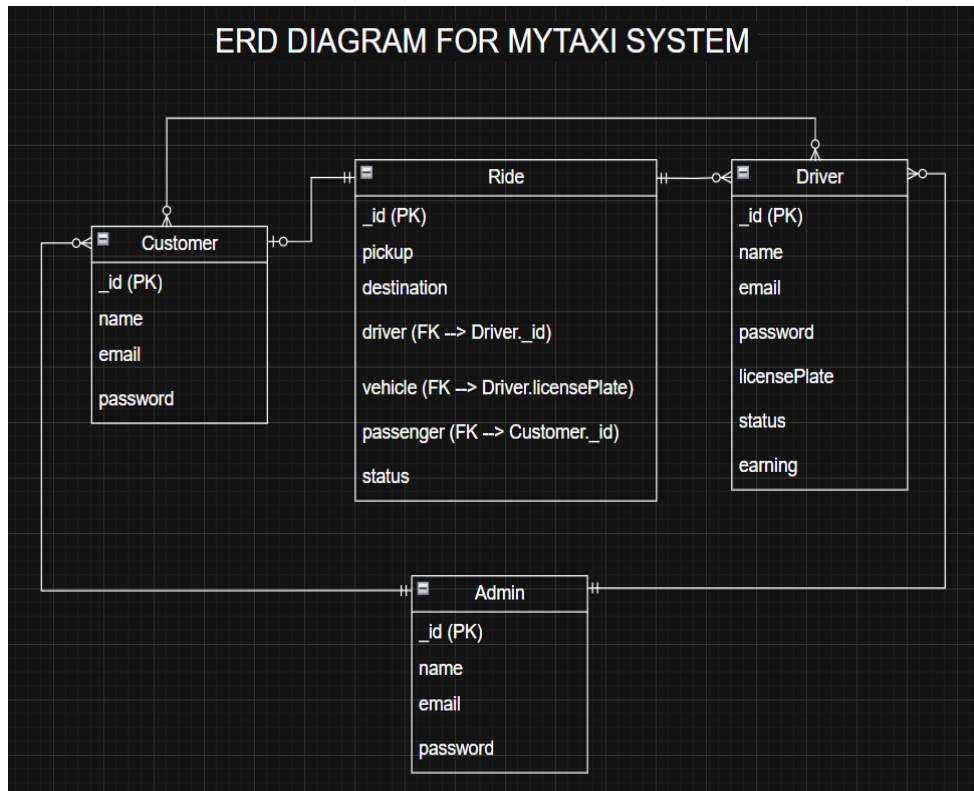 ERD DIAGRAM FOR MYTAXI SYSTEM
Customer
_id (PK)
name
email
password
Ride
_id (PK)
pickup
destination
driver (FK --> Driver._id)
vehicle (FK --> Driver.licensePlate)
passenger (FK --> Customer._id)
status
Driver
_id (PK)
name
email
password
licensePlate
status
earning
Admin
_id (PK)
name
email
password